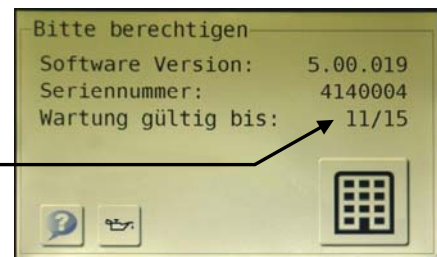 Bitte berechtigen
Software Version: 5.00.019
Seriennummer: 4140004
Wartung gültig bis: 11/15
?